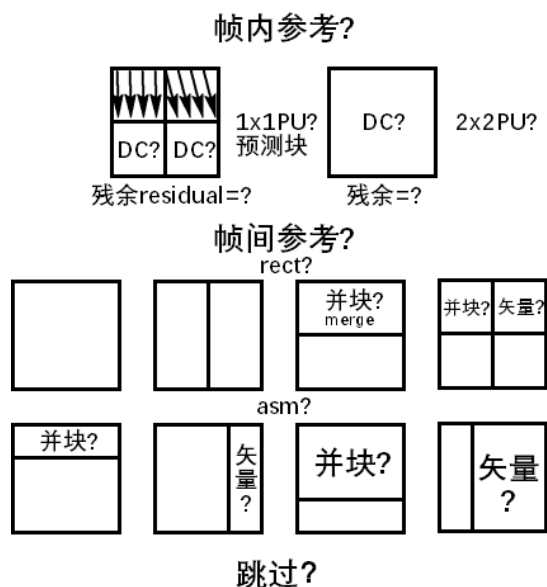 帧内参考?
DC? DC?
1x1PU?
预测块
DC?
2x2PU?
残余residual=?
残余=?
帧间参考?
rect?
并块?
merge
并块? 矢量?
asm?
并块?
矢量?
并块?
矢量?
跳过?